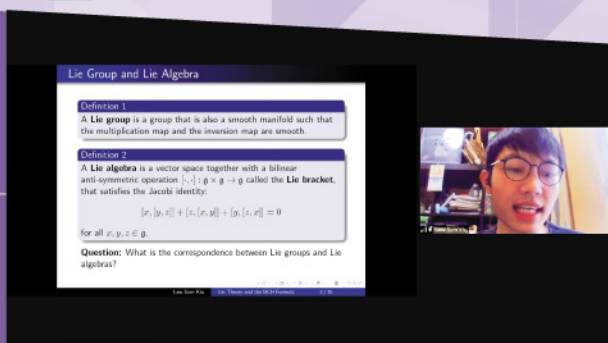 Lie Group and Lie Algebra
Definition 1
A Lie group is a group that is also a smooth manifold such that
the multiplication map and the inversion map are smooth.
Definition 2
A Lie algebra is a vector space together with a bilinear
anti-symmetric operation [·, ·] : 𝔤 × 𝔤 → 𝔤 called the Lie bracket,
that satisfies the Jacobi identity:
[x, [y, z]] + [z, [x, y]] + [y, [z, x]] = 0
for all x, y, z ∈ 𝔤.
Question: What is the correspondence between Lie groups and Lie
algebras?
Lie Theory and the BCH Formula